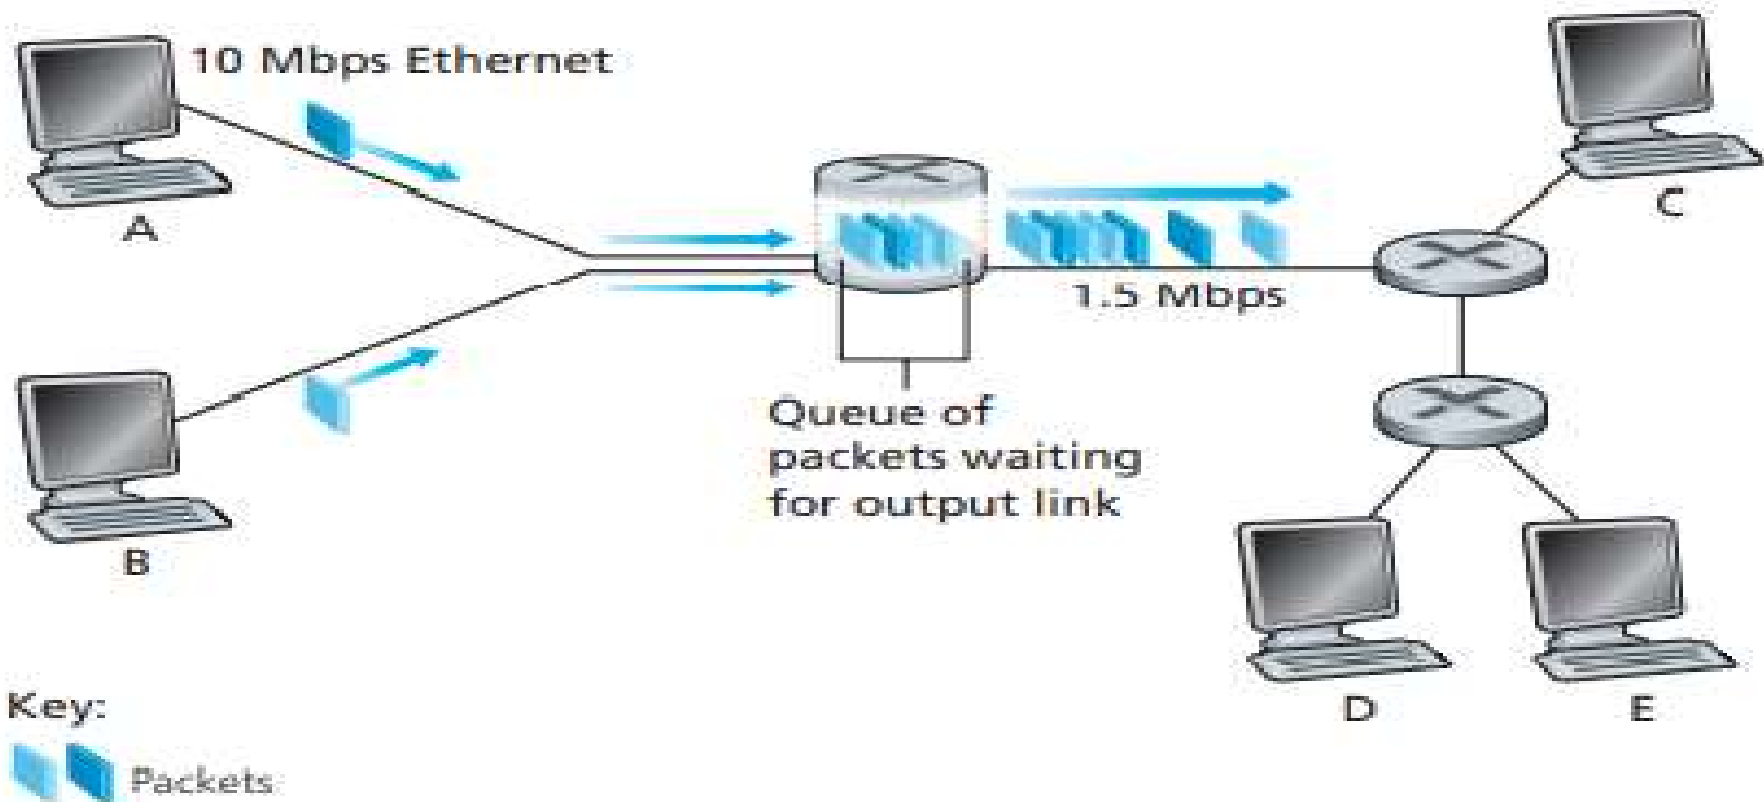 10 Mbps Ethernet
A
C
1.5 Mbps
Queue of
packets waiting
for output link
B
D
E
Key:
Packets